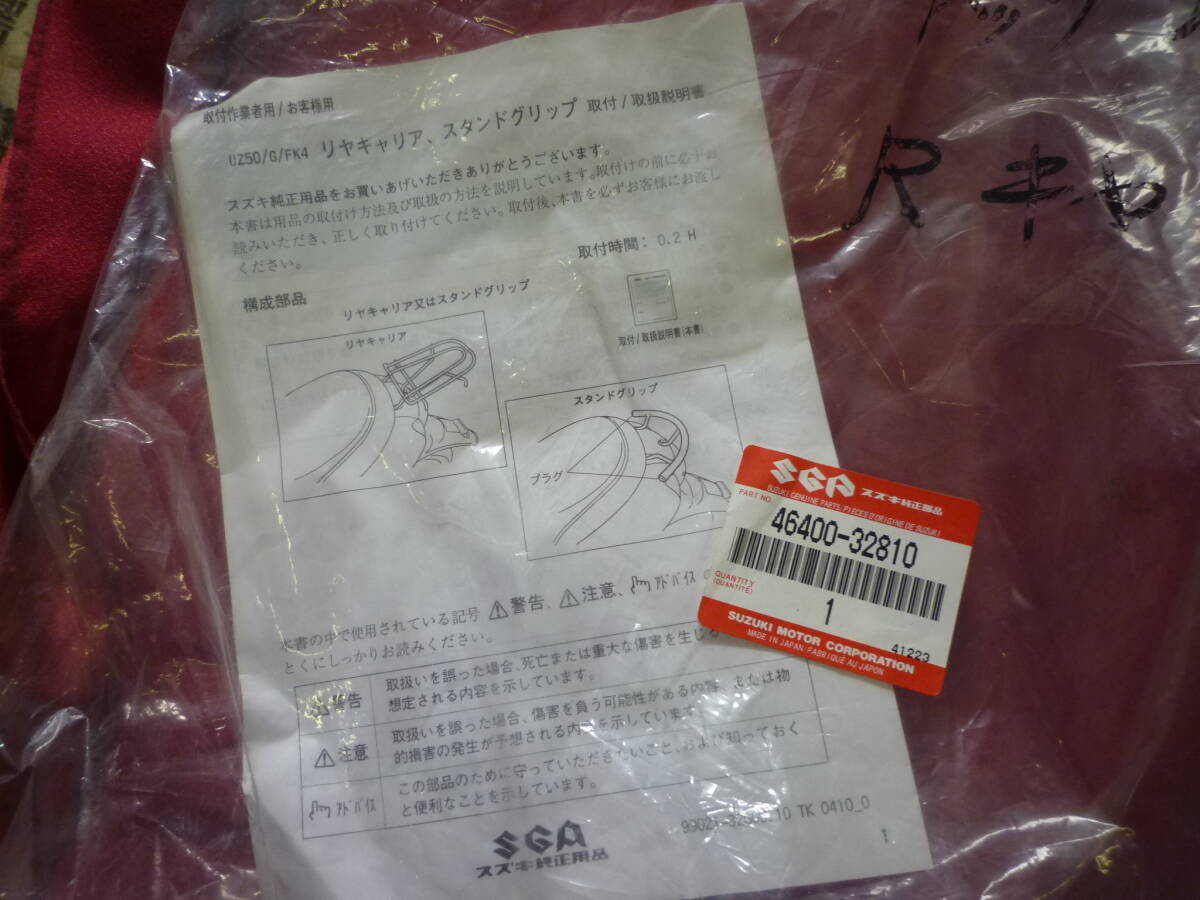 取付作業者用/お客様用
UZ50/G/FK4 リヤキャリア、スタンドグリップ 取付/取扱説明書
スズキ純正用品をお買いあげいただきありがとうございます。
本書は用品の取付け方法及び取扱の方法を説明しています。取付けの前に必ずお
読みいただき、正しく取り付けてください。取付後、本書を必ずお客様にお渡し
ください。
取付時間: 0.2 H
構成部品
リヤキャリア又はスタンドグリップ
リヤキャリア
取付/取扱説明書(本書)
スタンドグリップ
プラグ
本書の中で使用されている記号 警告、 注意、 アドバイス
とくにしっかりお読みください。
警告
取扱いを誤った場合、死亡または重大な傷害を生じる
想定される内容を示しています。
注意
取扱いを誤った場合、傷害を負う可能性がある内容、または物
的損害の発生が予想される内容を示しています。
アドバイス
この部品のために守っていただきたいこと、および知っておく
と便利なことを示しています。
SGA
スズキ純正用品
10 TK 0410_0
1
SGP スズキ純正部品
SUZUKI GENUINE PARTS/PIÈCES D'ORIGINE DE SUZUKI
PART NO.
46400-32810
QUANTITY
(QUANTITÉ)
1
SUZUKI MOTOR CORPORATION
MADE IN JAPAN/FABRIQUE AU JAPON
41223
Rキャ